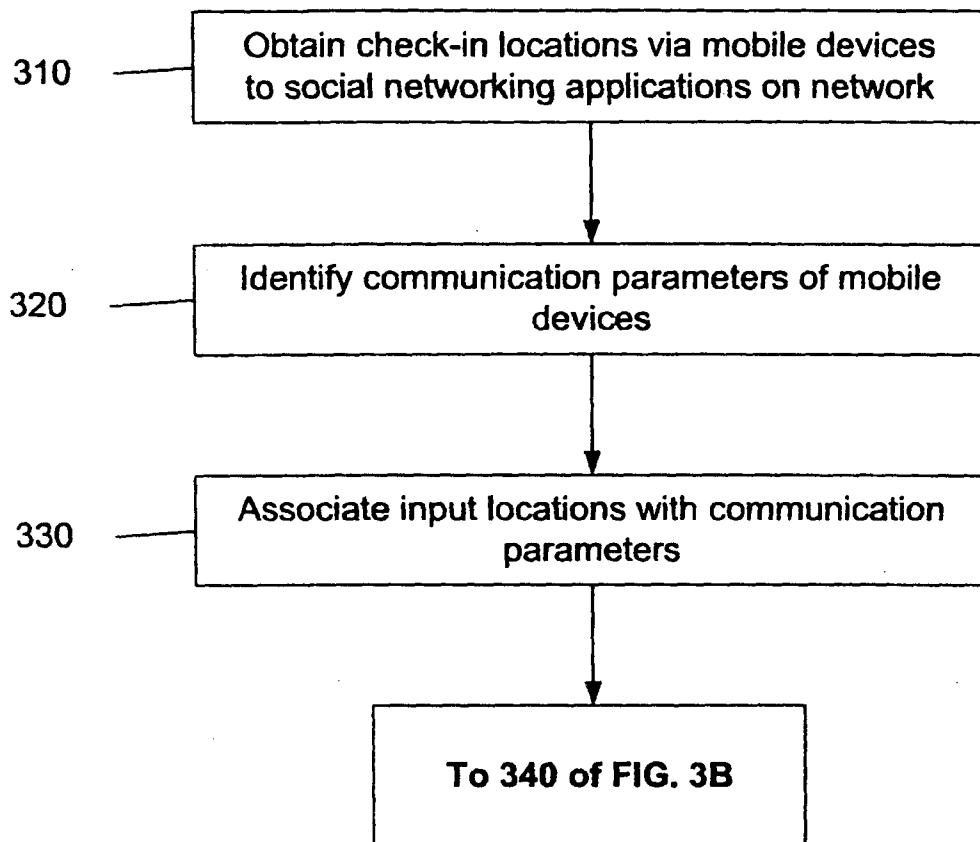 310
Obtain check-in locations via mobile devices
to social networking applications on network
320
Identify communication parameters of mobile
devices
330
Associate input locations with communication
parameters
To 340 of FIG. 3B